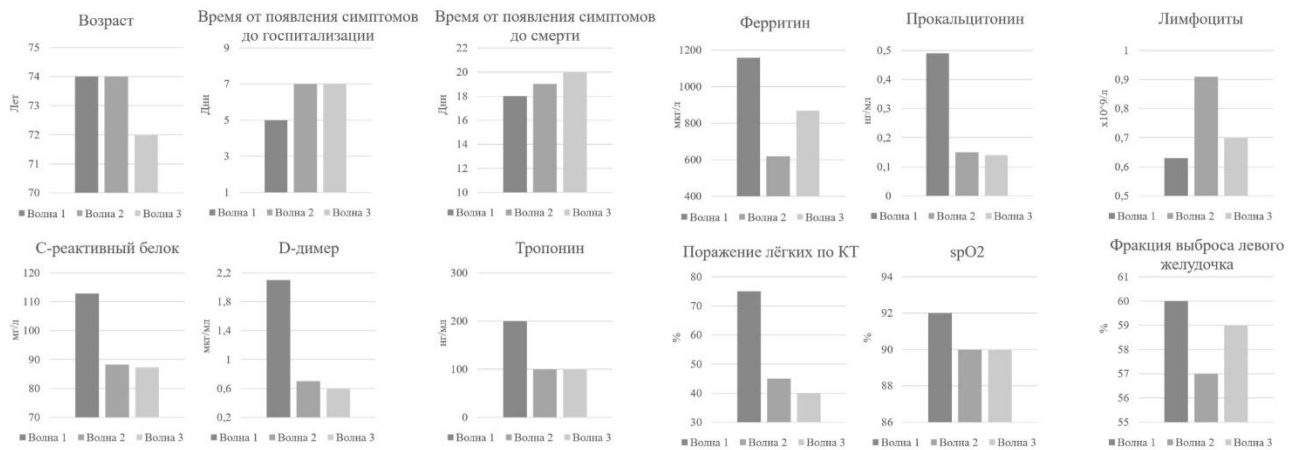 Возраст
Лет
75
74
73
72
71
70
Волна 1 Волна 2 Волна 3
Время от появления симптомов
до госпитализации
Дни
9
7
5
3
1
Волна 1 Волна 2 Волна 3
Время от появления симптомов
до смерти
Дни
22
20
18
16
14
12
10
Волна 1 Волна 2 Волна 3
Ферритин
мкг/л
1200
1000
800
600
400
Волна 1 Волна 2 Волна 3
Прокальцитонин
нг/мл
0,5
0,4
0,3
0,2
0,1
0
Волна 1 Волна 2 Волна 3
Лимфоциты
х10^9/л
1
0,9
0,8
0,7
0,6
0,5
Волна 1 Волна 2 Волна 3
С-реактивный белок
мг/л
120
110
100
90
80
70
Волна 1 Волна 2 Волна 3
D-димер
мкг/мл
2,2
1,8
1,4
1
0,6
0,2
Волна 1 Волна 2 Волна 3
Тропонин
нг/мл
300
200
100
0
Волна 1 Волна 2 Волна 3
Поражение лёгких по КТ
%
80
70
60
50
40
30
Волна 1 Волна 2 Волна 3
spO2
%
94
92
90
88
86
Волна 1 Волна 2 Волна 3
Фракция выброса левого
желудочка
%
61
60
59
58
57
56
55
Волна 1 Волна 2 Волна 3